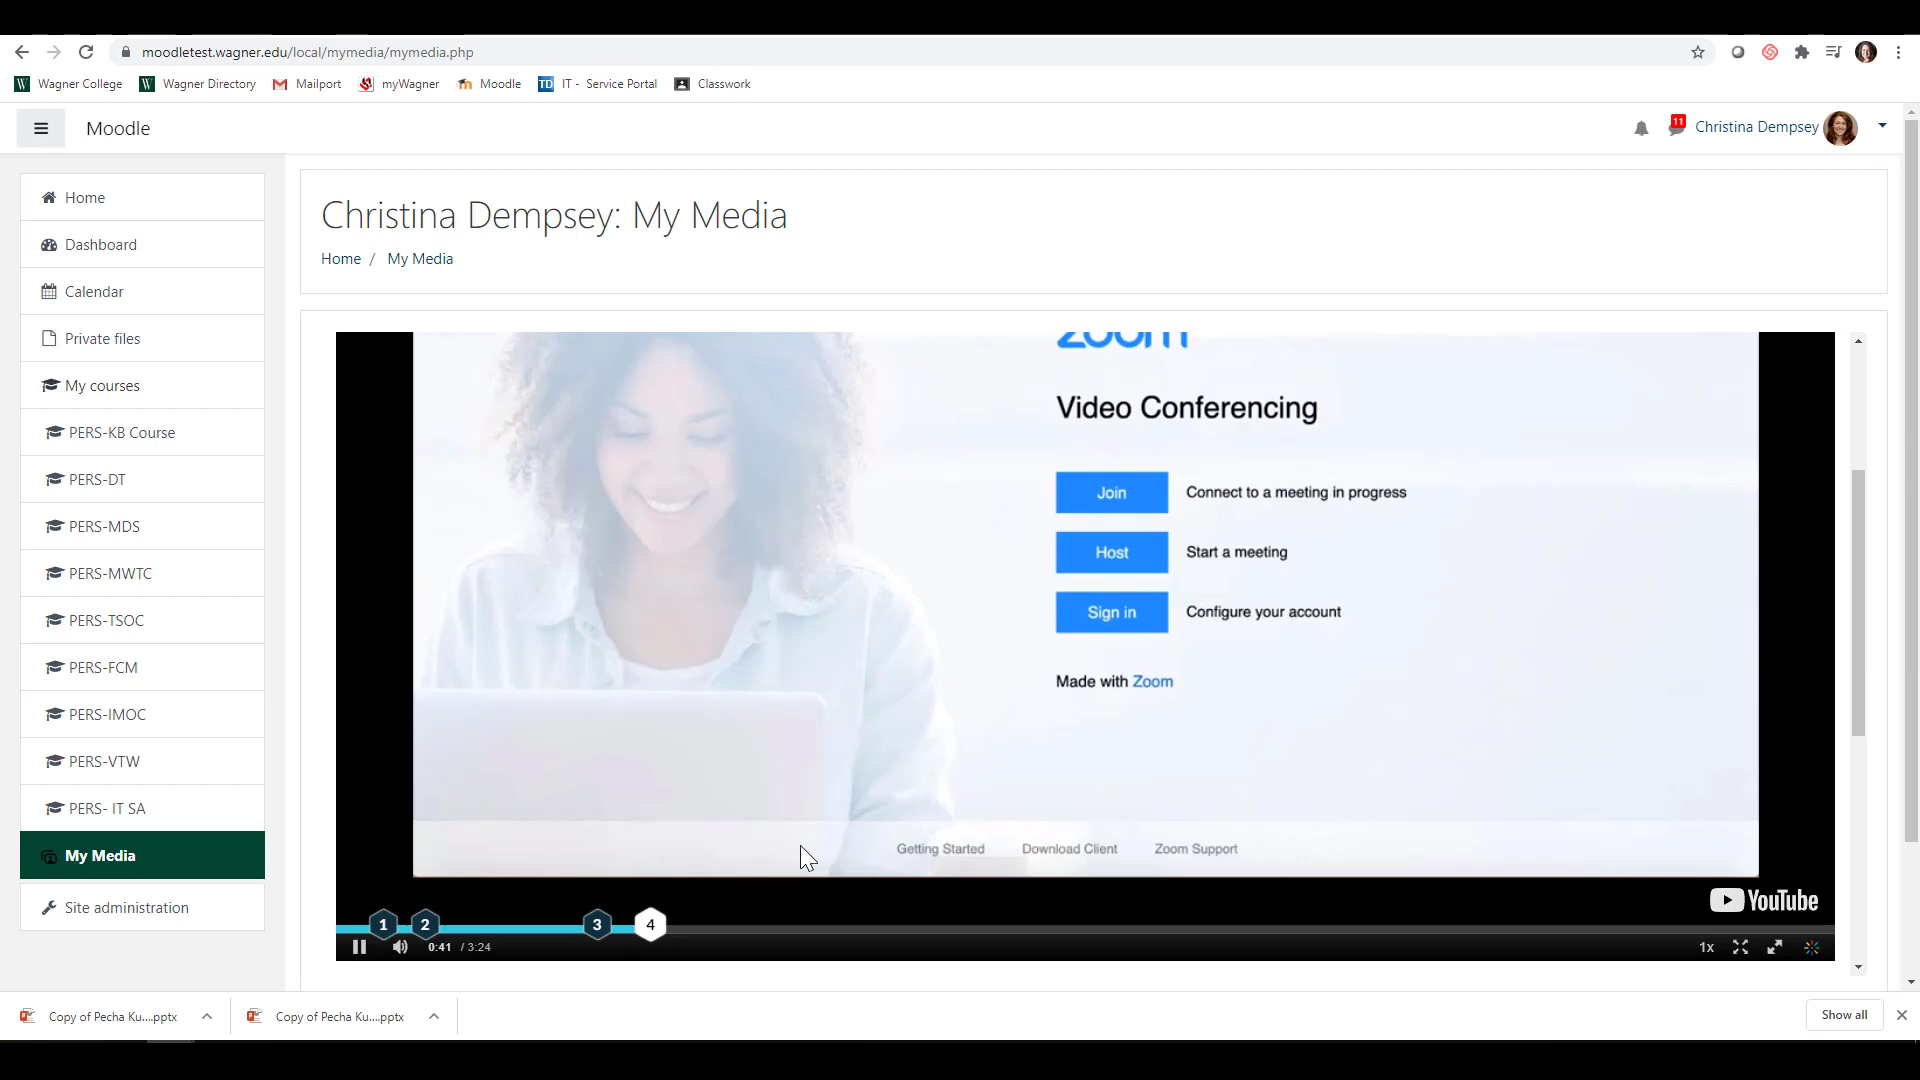 moodletest.wagner.edu/local/mymedia/mymedia.php
Wagner College Wagner Directory Mailport myWagner Moodle TD IT - Service Portal Classwork
Moodle
11
Christina Dempsey
Home
Dashboard
Calendar
Private files
My courses
PERS-KB Course
PERS-DT
PERS-MDS
PERS-MWTC
PERS-TSOC
PERS-FCM
PERS-IMOC
PERS-VTW
PERS- IT SA
My Media
Site administration
Christina Dempsey: My Media
Home / My Media
zoom
Video Conferencing
Join Connect to a meeting in progress
Host Start a meeting
Sign in Configure your account
Made with Zoom
Getting Started Download Client Zoom Support
YouTube
1 2 3 4
0:41 / 3:24
1x
Copy of Pecha Ku....pptx
Copy of Pecha Ku....pptx
Show all